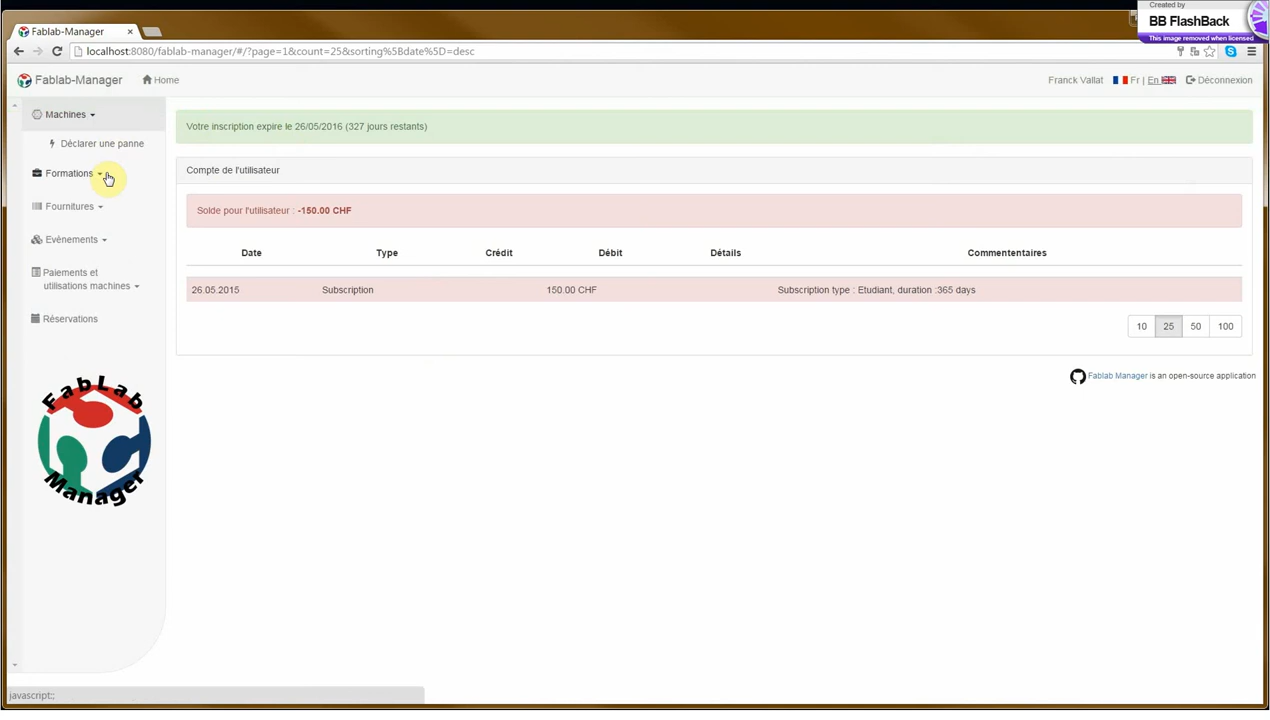 Created by
BB FlashBack
This image removed when licensed
Fablab-Manager
localhost:8080/fablab-manager/#/?page=1&count=25&sorting%5Bdate%5D=desc
Fablab-Manager
Home
Franck Vallat
Fr | En
Déconnexion
Machines
Déclarer une panne
Formations
Fournitures
Evénements
Paiements et
utilisations machines
Réservations
FabLab
Manager
Votre inscription expire le 26/05/2016 (327 jours restants)
Compte de l'utilisateur
Solde pour l'utilisateur : -150.00 CHF
Date Type Crédit Débit Détails Commententaires
26.05.2015 Subscription 150.00 CHF Subscription type : Etudiant, duration :365 days
10 25 50 100
Fablab Manager is an open-source application
javascript:;